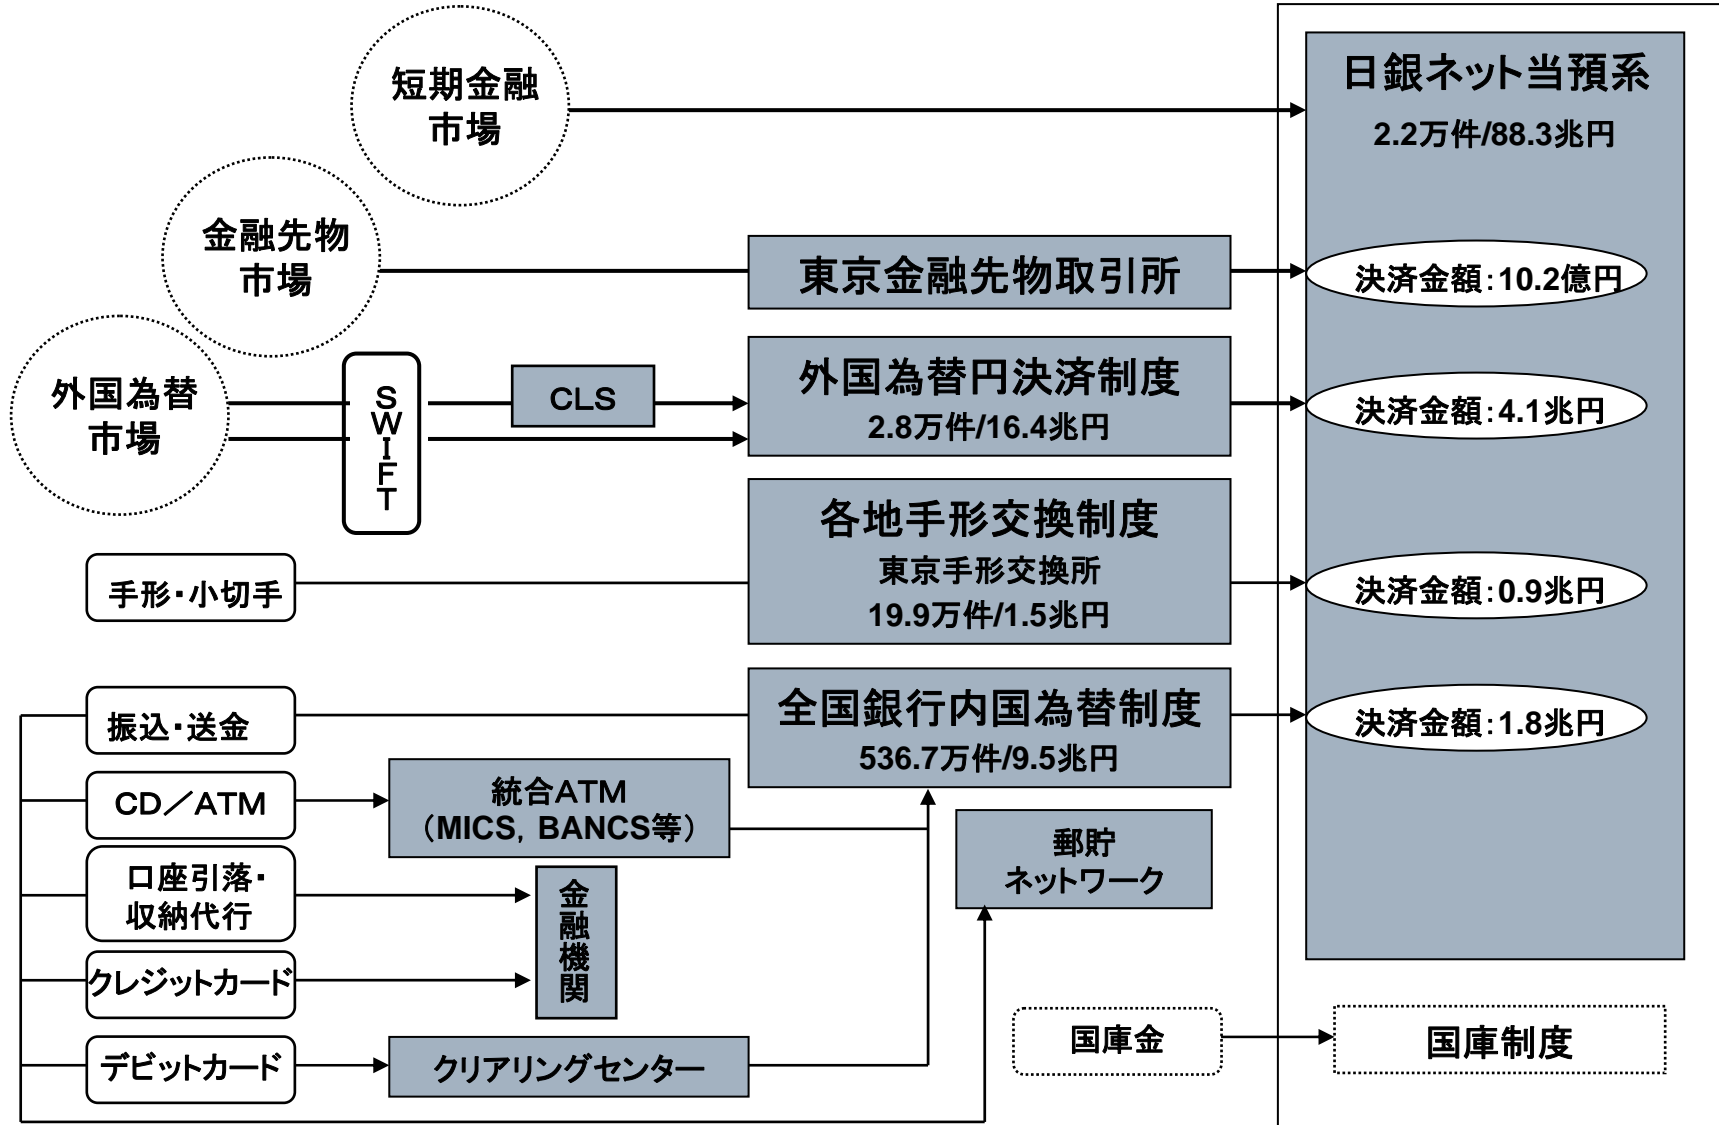 短期金融
市場
日銀ネット当預系
2.2万件/88.3兆円
金融先物
市場
東京金融先物取引所
決済金額：10.2億円
外国為替
市場
SWIFT
CLS
外国為替円決済制度
2.8万件/16.4兆円
決済金額：4.1兆円
手形・小切手
各地手形交換制度
東京手形交換所
19.9万件/1.5兆円
決済金額：0.9兆円
振込・送金
全国銀行内国為替制度
536.7万件/9.5兆円
決済金額：1.8兆円
CD／ATM
統合ATM
（MICS，BANCS等）
郵貯
ネットワーク
口座引落・
収納代行
金融機関
クレジットカード
デビットカード
クリアリングセンター
国庫金
国庫制度